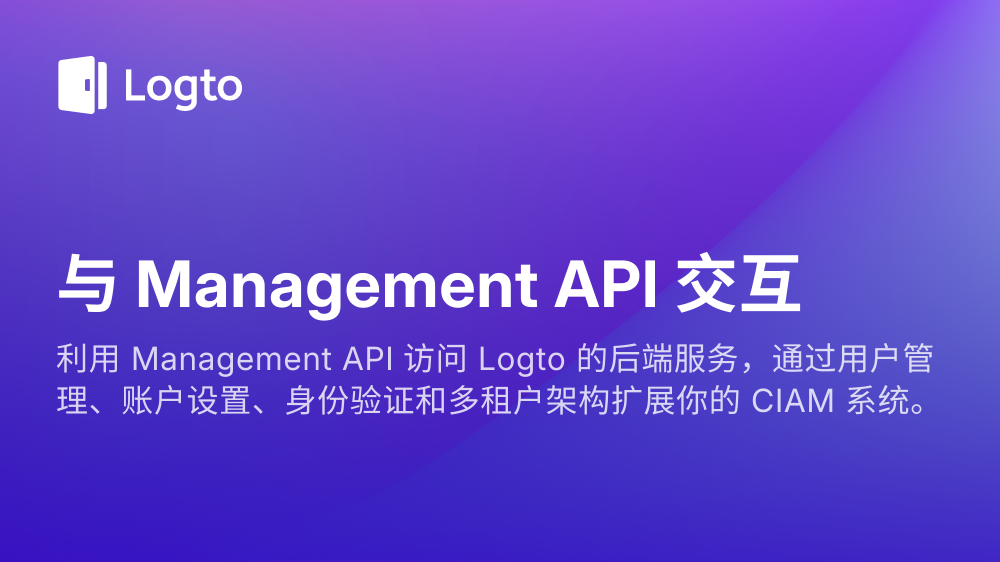 Logto
与 Management API 交互
利用 Management API 访问 Logto 的后端服务，通过用户管
理、账户设置、身份验证和多租户架构扩展你的 CIAM 系统。